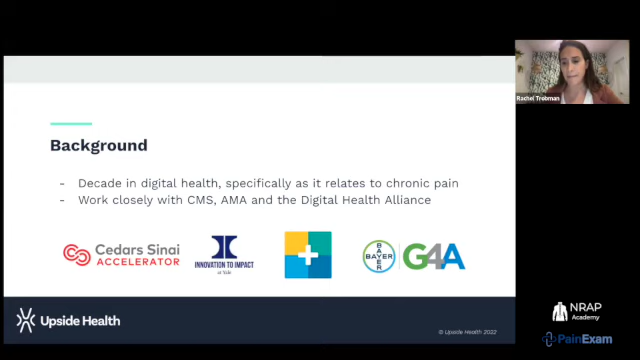 Background
- Decade in digital health, specifically as it relates to chronic pain
- Work closely with CMS, AMA and the Digital Health Alliance
Cedars Sinai
ACCELERATOR
INNOVATION TO IMPACT
at Yale
BAYER
BAYER
G4A
Upside Health
© Upside Health 2022
Rachel Trobman
NRAP
Academy
PainExam